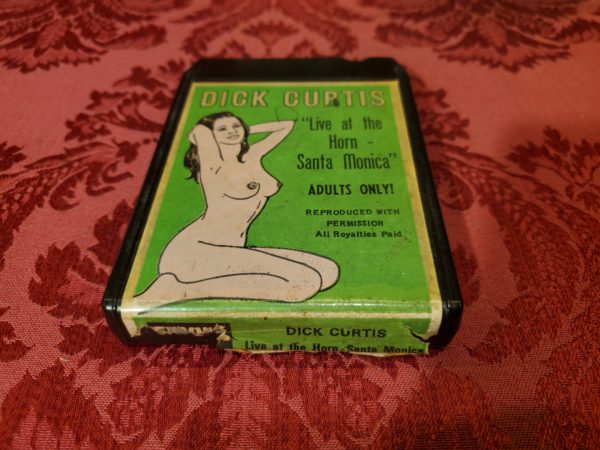 DICK CURTIS
"Live at the
Horn -
Santa Monica"
ADULTS ONLY!
REPRODUCED WITH
PERMISSION
All Royalties Paid
DICK CURTIS
Live at the Horn-Santa Monica